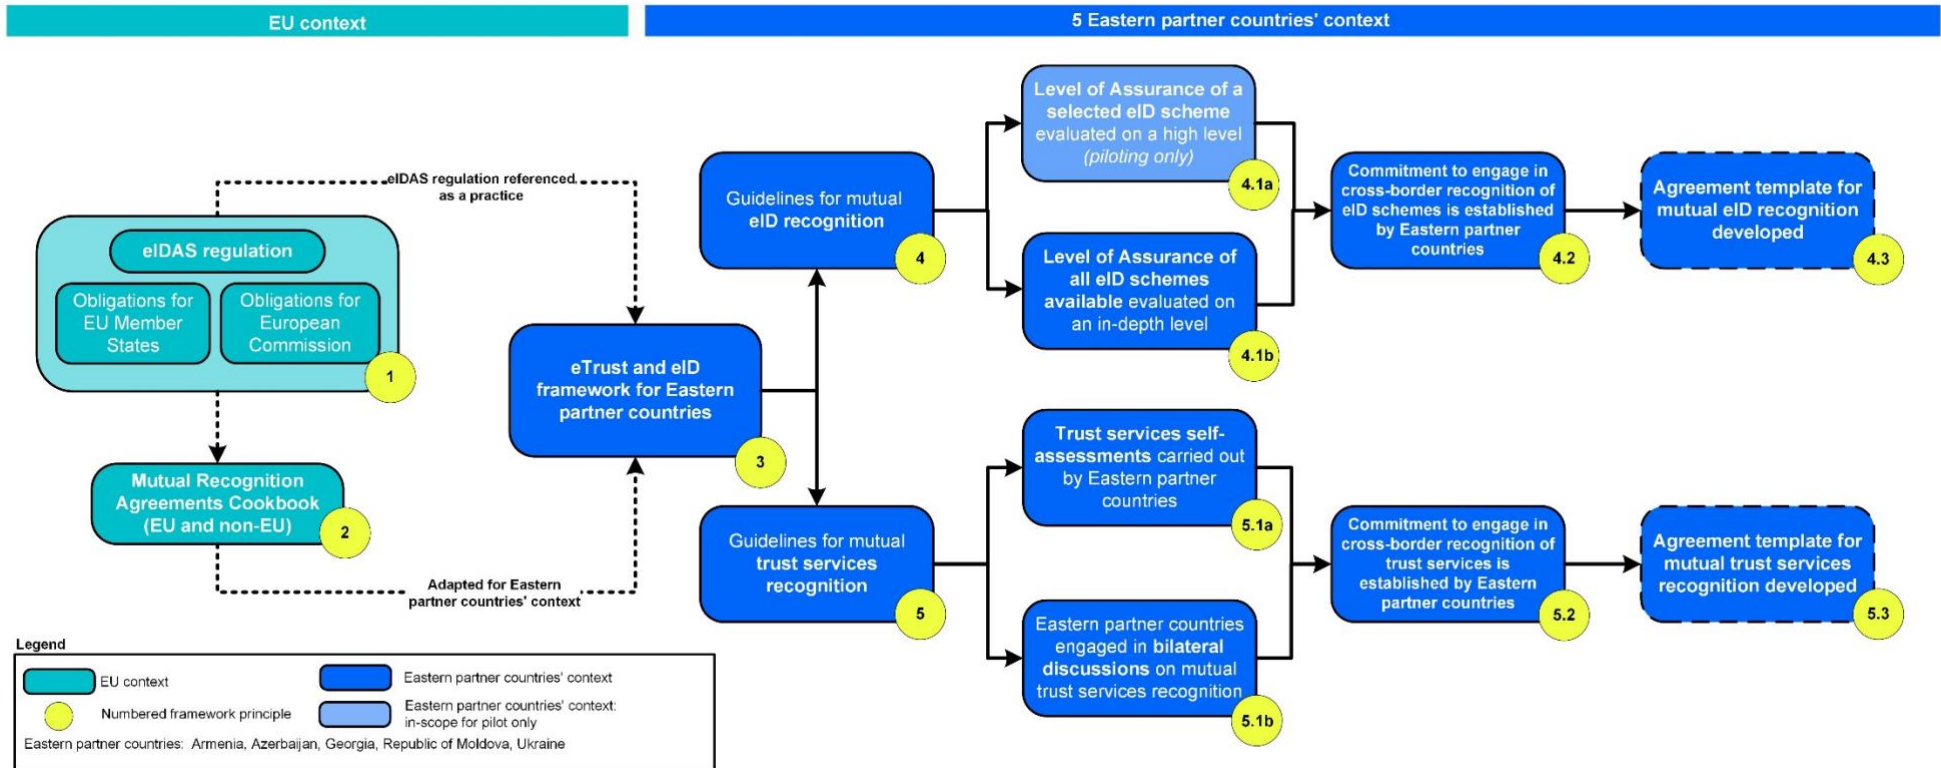 EU context
5 Eastern partner countries' context
eIDAS regulation referenced
as a practice
eIDAS regulation
Obligations for
EU Member
States
Obligations for
European
Commission
1
Mutual Recognition
Agreements Cookbook
(EU and non-EU)
2
Adapted for Eastern
partner countries' context
eTrust and eID
framework for Eastern
partner countries
3
Guidelines for mutual
eID recognition
4
Level of Assurance of a
selected eID scheme
evaluated on a high level
(piloting only)
4.1a
Level of Assurance of
all eID schemes
available evaluated on
an in-depth level
4.1b
Commitment to engage in
cross-border recognition of
eID schemes is established
by Eastern partner
countries
4.2
Agreement template for
mutual eID recognition
developed
4.3
Guidelines for mutual
trust services
recognition
5
Trust services self-
assessments carried out
by Eastern partner
countries
5.1a
Eastern partner countries
engaged in bilateral
discussions on mutual
trust services recognition
5.1b
Commitment to engage in
cross-border recognition of
trust services is
established by Eastern
partner countries
5.2
Agreement template for
mutual trust services
recognition developed
5.3
Legend
EU context
Numbered framework principle
Eastern partner countries' context
Eastern partner countries' context:
in-scope for pilot only
Eastern partner countries: Armenia, Azerbaijan, Georgia, Republic of Moldova, Ukraine